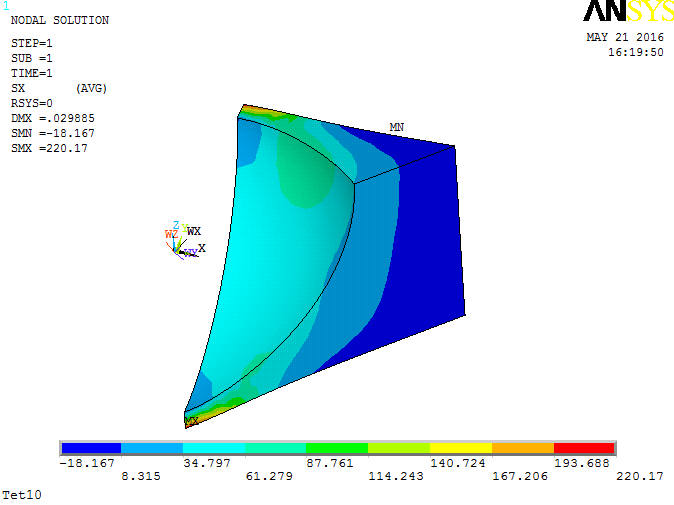 1
NODAL SOLUTION
STEP=1
SUB =1
TIME=1
SX (AVG)
RSYS=0
DMX =.029885
SMN =-18.167
SMX =220.17
ANSYS
MAY 21 2016
16:19:50
MN
Z Y
WZ WX
WY X
MX
-18.167 34.797 87.761 140.724 193.688
8.315 61.279 114.243 167.206 220.17
Tet10